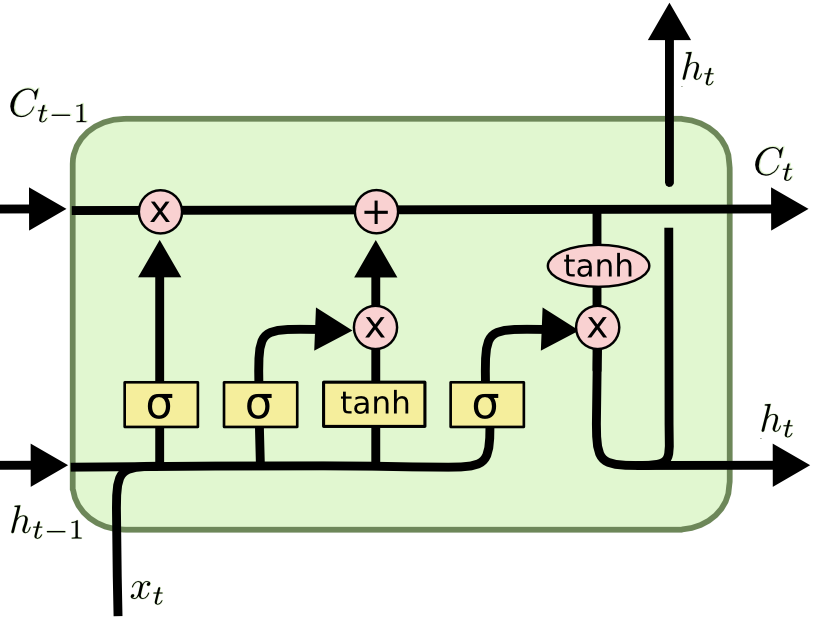 h_t
C_{t-1}
C_t
x
+
tanh
x
x
σ
σ
tanh
σ
h_t
h_{t-1}
x_t